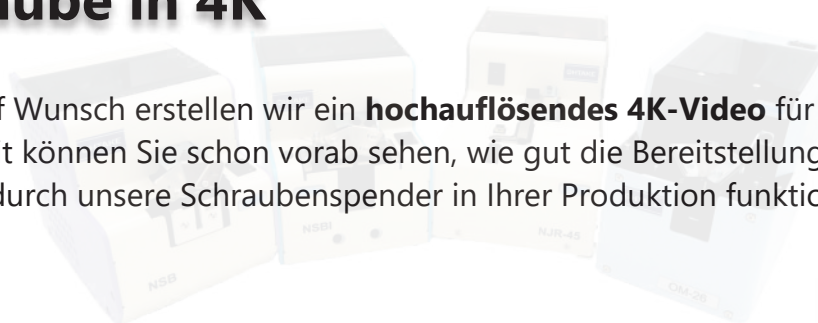 ube in 4K
f Wunsch erstellen wir ein hochauflösendes 4K-Video für
t können Sie schon vorab sehen, wie gut die Bereitstellung
durch unsere Schraubenspender in Ihrer Produktion funktio
NSB
NSBI
NJR-45
OM-26